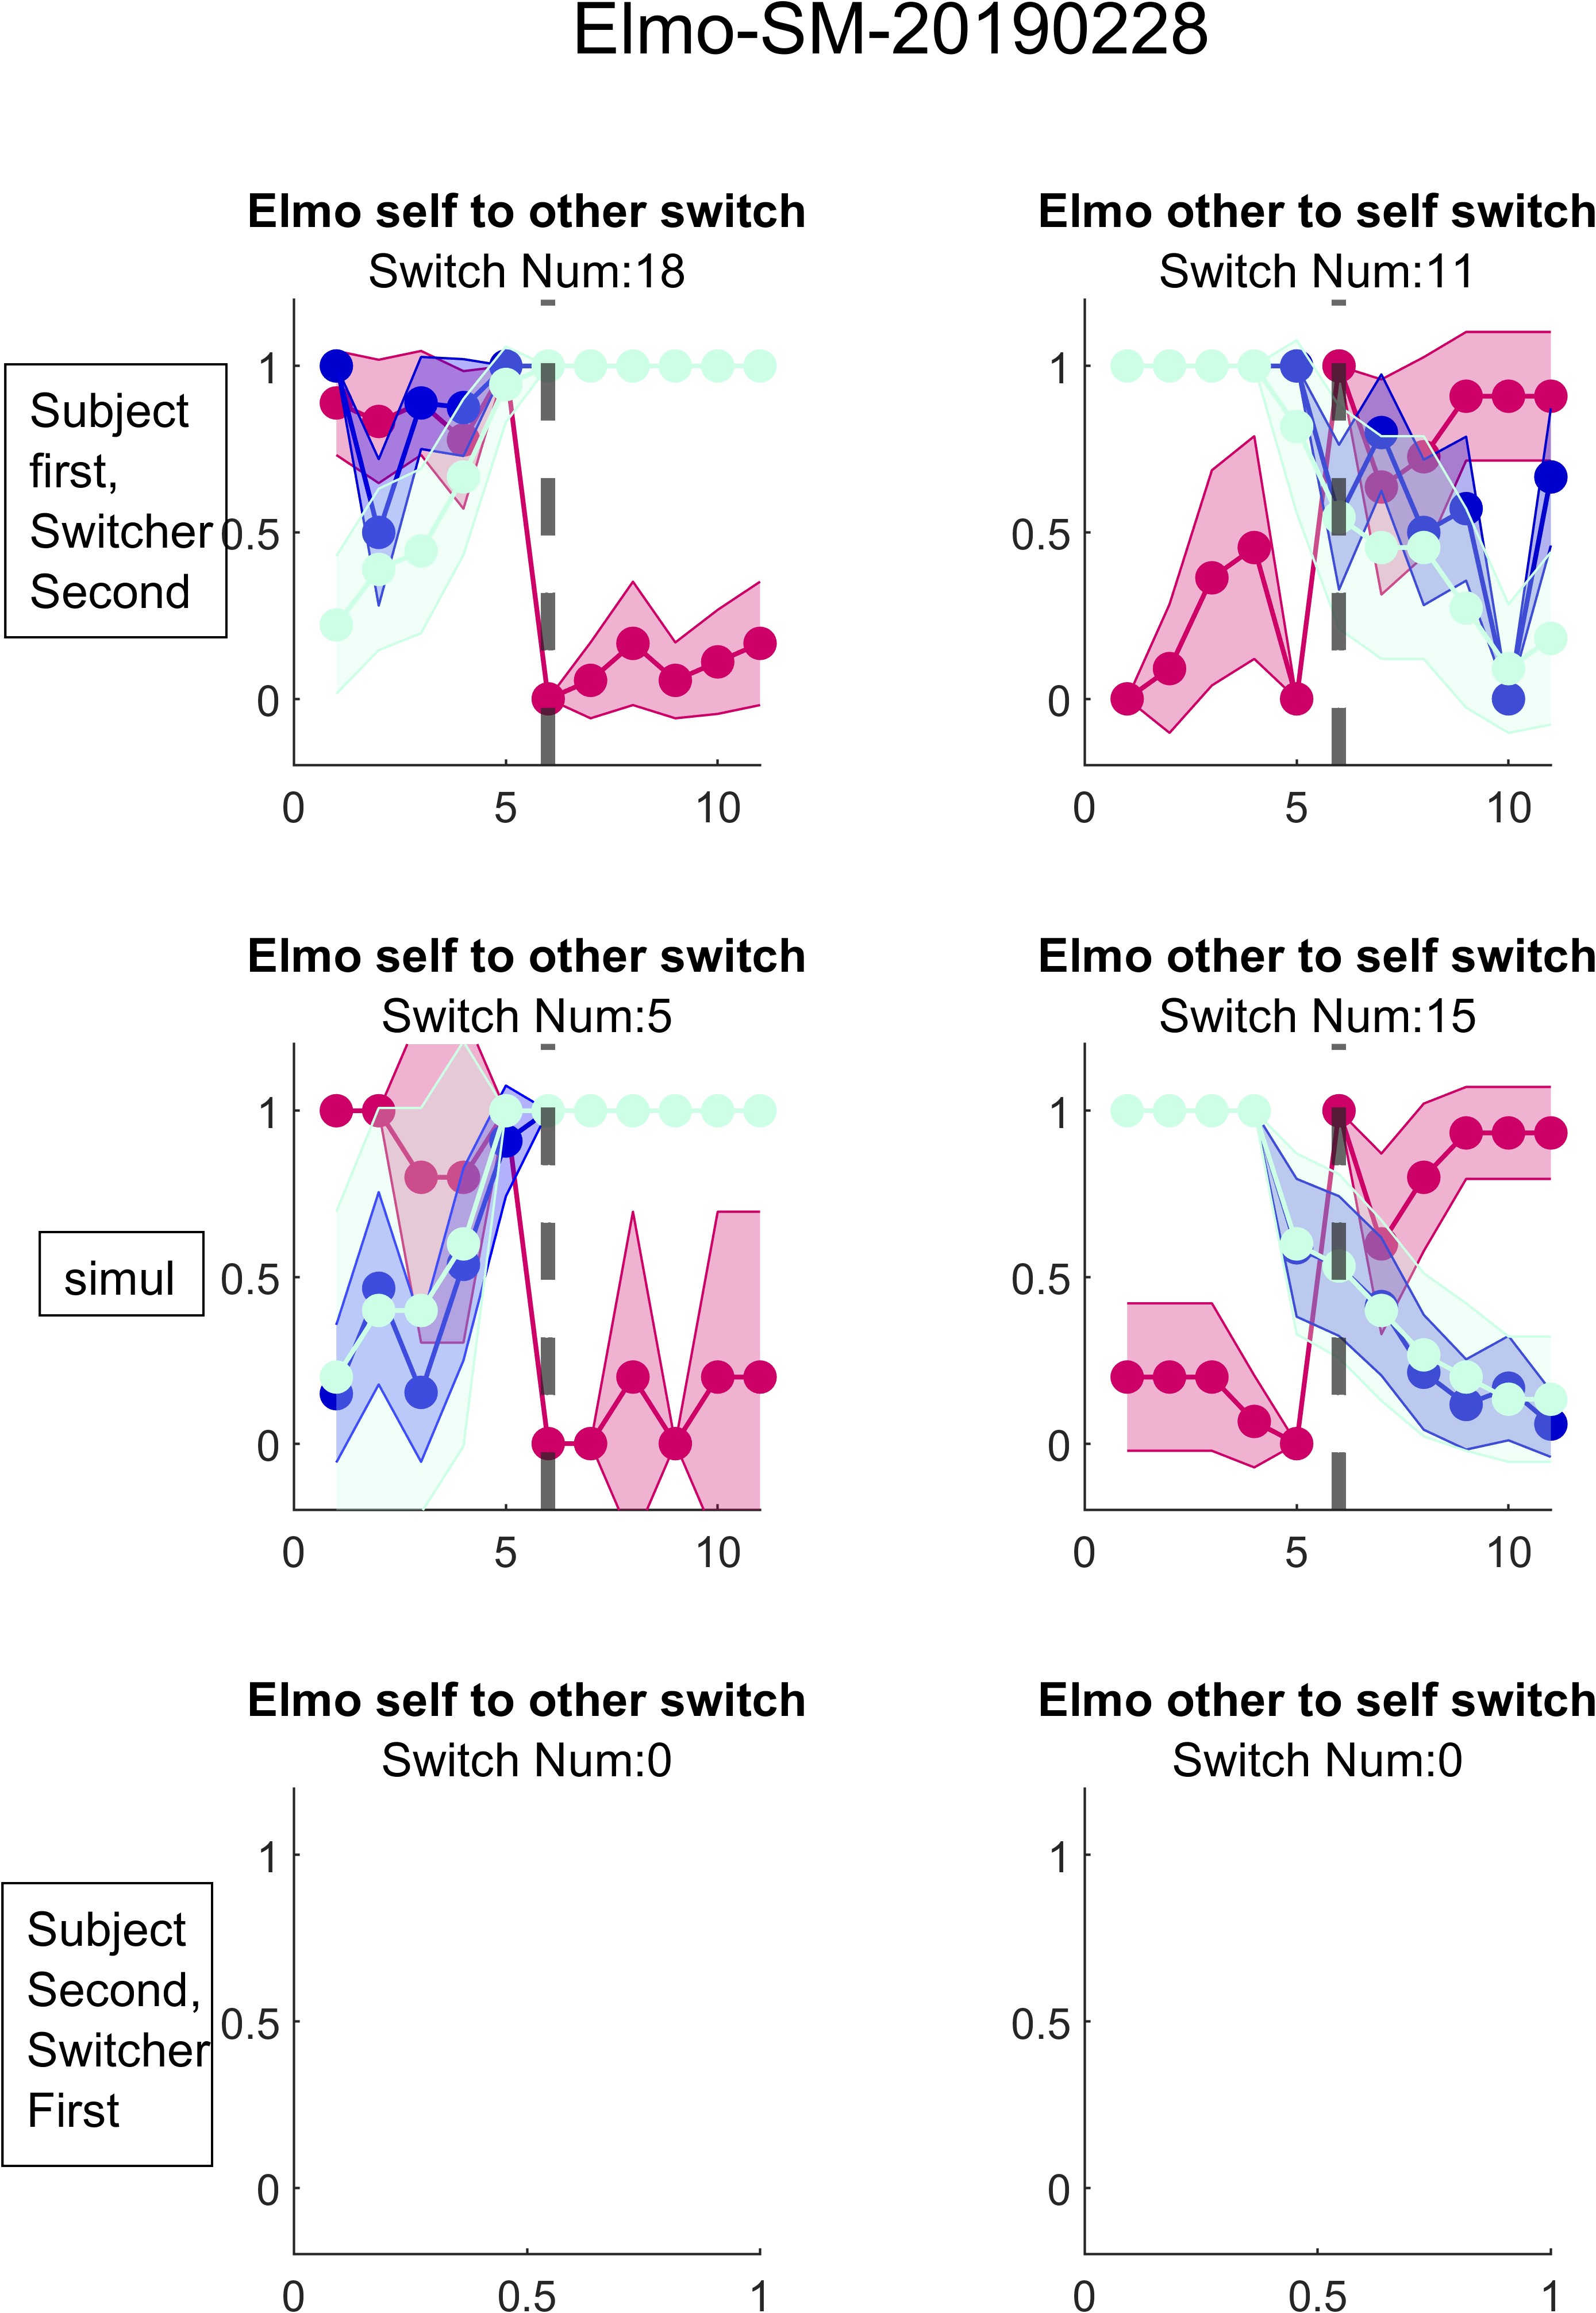 Elmo-SM-20190228
Elmo self to other switch
Switch Num:18
Elmo other to self switch
Switch Num:11
Subject
first,
Switcher
Second
1
0.5
0
0
5
10
1
0.5
0
0
5
10
Elmo self to other switch
Switch Num:5
Elmo other to self switch
Switch Num:15
simul
1
0.5
0
0
5
10
1
0.5
0
0
5
10
Elmo self to other switch
Switch Num:0
Elmo other to self switch
Switch Num:0
Subject
Second,
Switcher
First
1
0.5
0
0
0.5
1
1
0.5
0
0
0.5
1